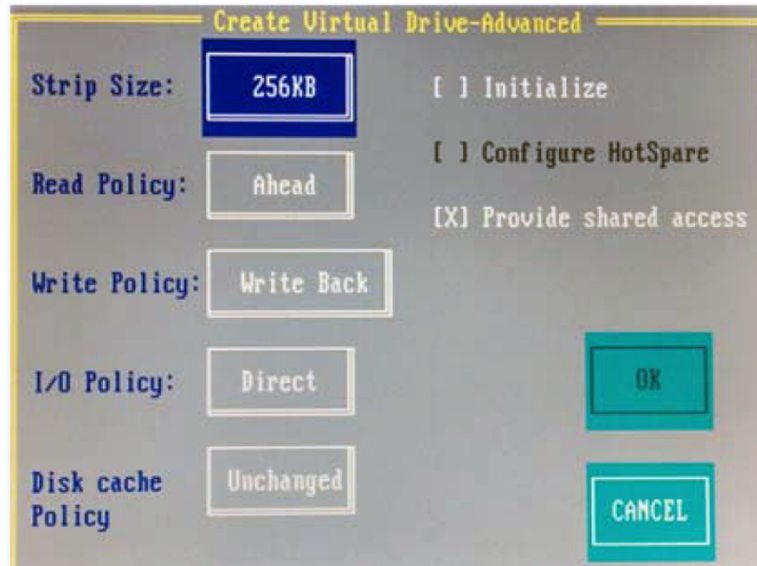 Create Virtual Drive-Advanced
Strip Size: 256KB
[ ] Initialize
[ ] Configure HotSpare
Read Policy: Ahead
[X] Provide shared access
Write Policy: Write Back
I/O Policy: Direct
OK
Disk cache
Policy
Unchanged
CANCEL